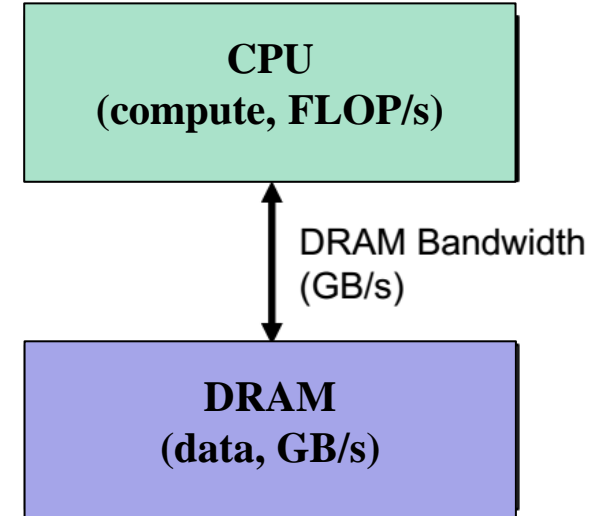 CPU
(compute, FLOP/s)
DRAM Bandwidth
(GB/s)
DRAM
(data, GB/s)